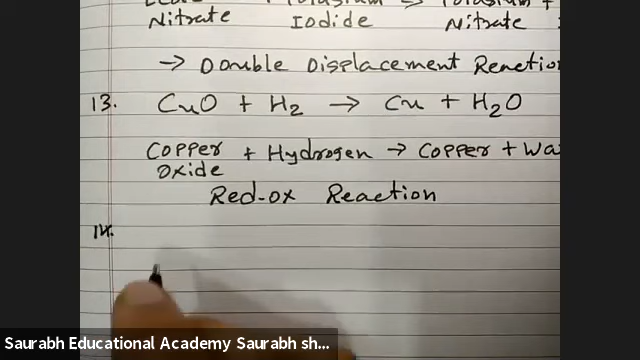 Nitrate Iodide Nitrate
→ Double Displacement Reactio
13. CuO + H2 → Cu + H2O
Copper + Hydrogen → Copper + Wa
Oxide
Red-ox Reaction
14.
Saurabh Educational Academy Saurabh sh...